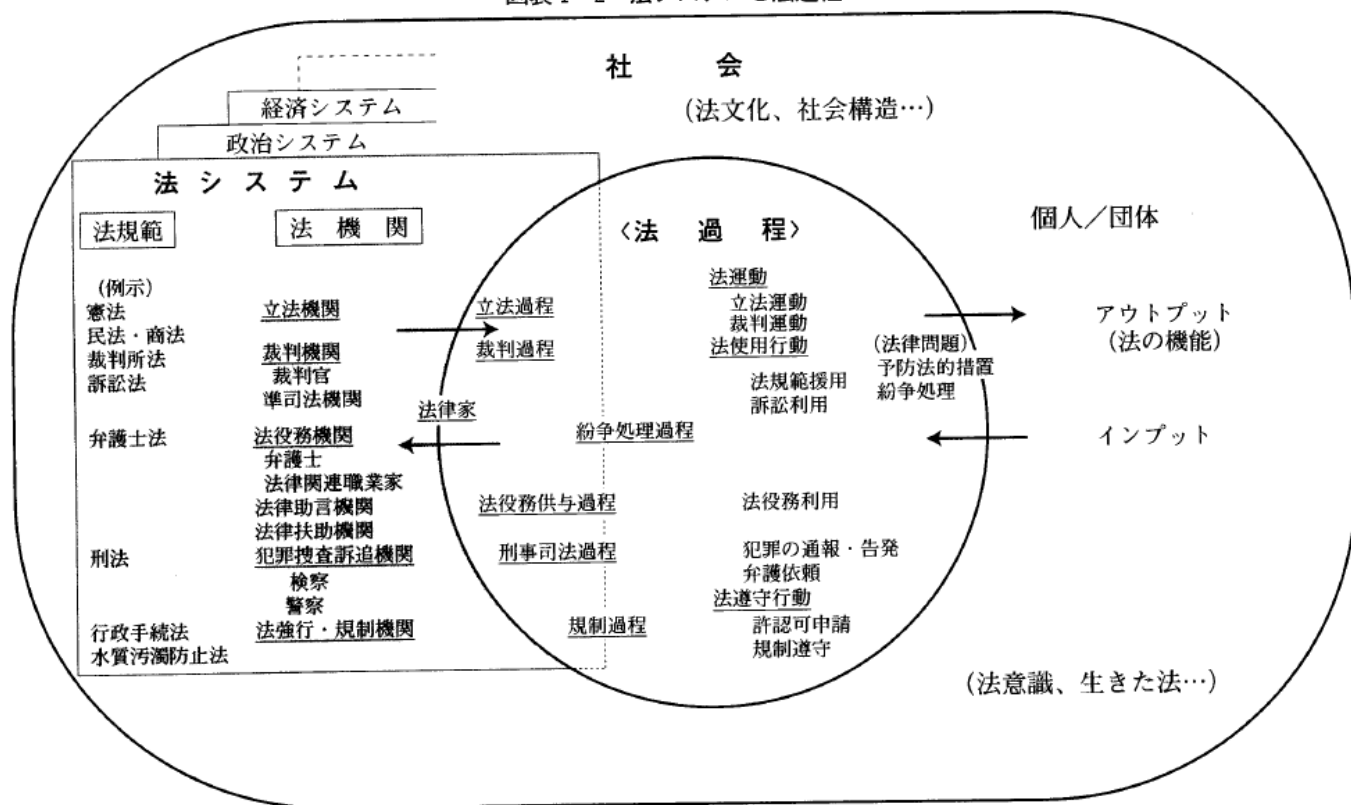 社　会
経済システム
(法文化、社会構造…)
政治システム
法システム
法規範
法機関
〈法過程〉
個人／団体
(例示)
憲法
民法・商法
裁判所法
訴訟法
弁護士法
刑法
行政手続法
水質汚濁防止法
立法機関
裁判機関
裁判官
準司法機関
法役務機関
弁護士
法律関連職業家
法律助言機関
法律扶助機関
犯罪捜査訴追機関
検察
警察
法強行・規制機関
立法過程
裁判過程
法律家
紛争処理過程
法役務供与過程
刑事司法過程
規制過程
法運動
立法運動
裁判運動
法使用行動
法規範援用
訴訟利用
(法律問題)
予防法的措置
紛争処理
法役務利用
犯罪の通報・告発
弁護依頼
法遵守行動
許認可申請
規制遵守
アウトプット
(法の機能)
インプット
(法意識、生きた法…)